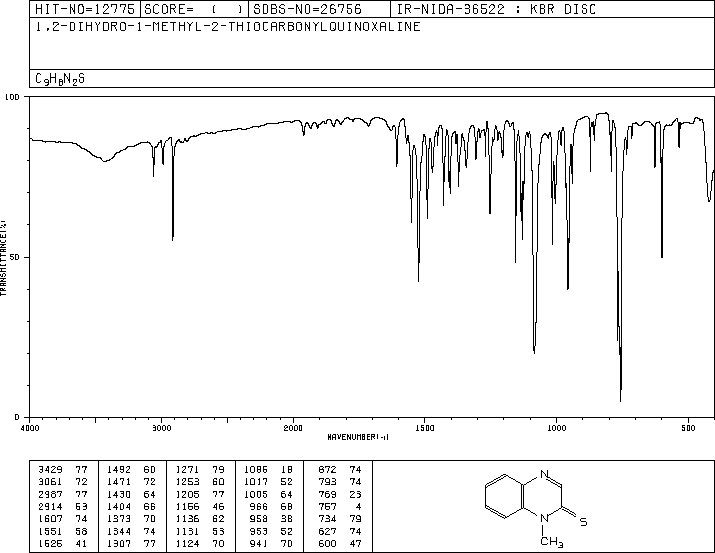 HIT-NO=12775 SCORE= ( ) SDBS-NO=26756 IR-NIDA-36522 : KBR DISC
1,2-DIHYDRO-1-METHYL-2-THIOCARBONYLQUINOXALINE
C9H8N2S
100
50
0
TRANSMITTANCE(%)
4000 3000 2000 1500 1000 500
WAVENUMBER(-1)
3429 77 1492 60 1271 79 1086 18 872 74
3061 72 1471 72 1253 60 1017 52 793 74
2987 77 1430 64 1205 77 1005 64 769 23
2914 53 1404 66 1156 46 966 68 757 4
1607 74 1373 70 1136 62 958 38 734 79
1551 58 1344 74 1131 53 953 52 627 74
1525 41 1307 77 1124 70 941 70 600 47
N
N
S
CH3